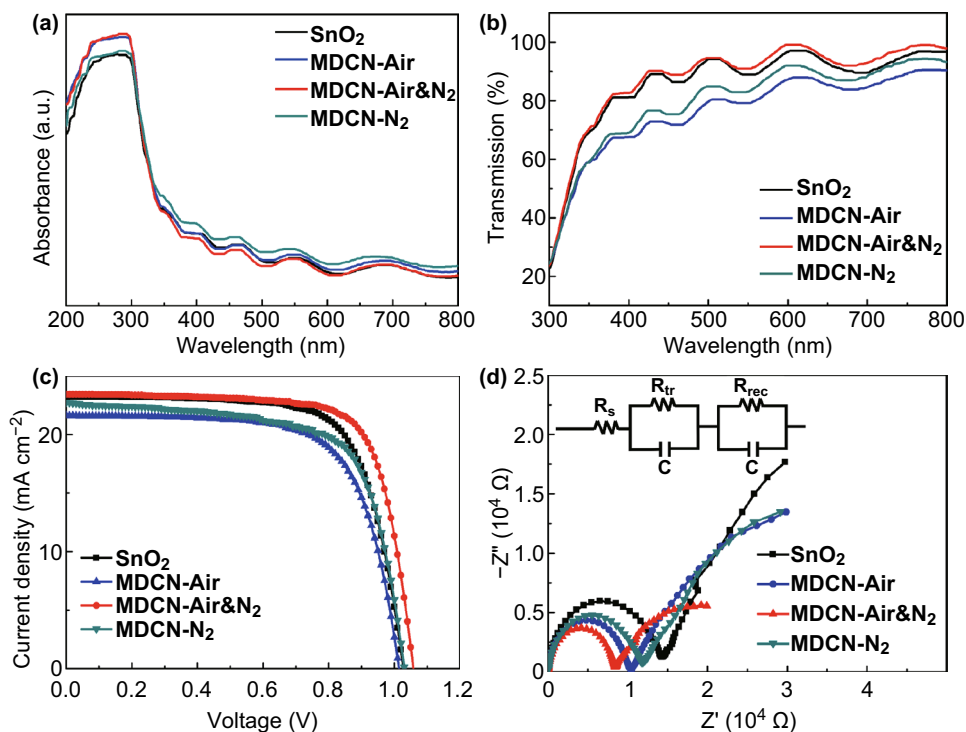 (a)
SnO₂
MDCN-Air
MDCN-Air&N₂
MDCN-N₂
Absorbance (a.u.)
200 300 400 500 600 700 800
Wavelength (nm)
(b)
100
80
60
40
20
Transmission (%)
SnO₂
MDCN-Air
MDCN-Air&N₂
MDCN-N₂
300 400 500 600 700 800
Wavelength (nm)
(c)
20
10
0
Current density (mA cm⁻²)
SnO₂
MDCN-Air
MDCN-Air&N₂
MDCN-N₂
0.0 0.2 0.4 0.6 0.8 1.0 1.2
Voltage (V)
(d)
2.5
2.0
1.5
1.0
0.5
0
−Z" (10⁴ Ω)
Rₛ
Rtr
C
Rrec
C
SnO₂
MDCN-Air
MDCN-Air&N₂
MDCN-N₂
0 1 2 3 4
Z' (10⁴ Ω)